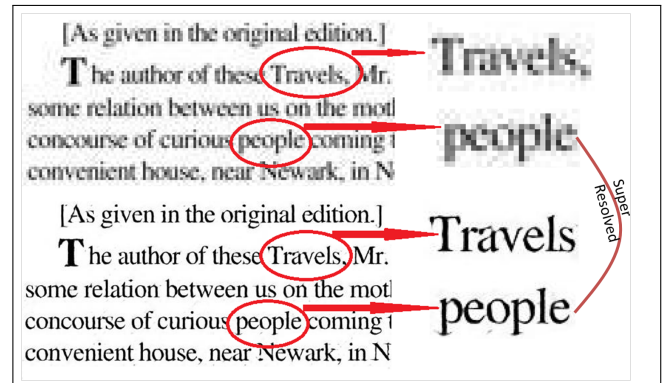 [As given in the original edition.]
The author of these Travels, Mr.
some relation between us on the mot
concourse of curious people coming t
convenient house, near Newark, in N
Travels,
people
[As given in the original edition.]
The author of these Travels, Mr.
some relation between us on the mot
concourse of curious people coming t
convenient house, near Newark, in N
Travels
people
Super
Resolved